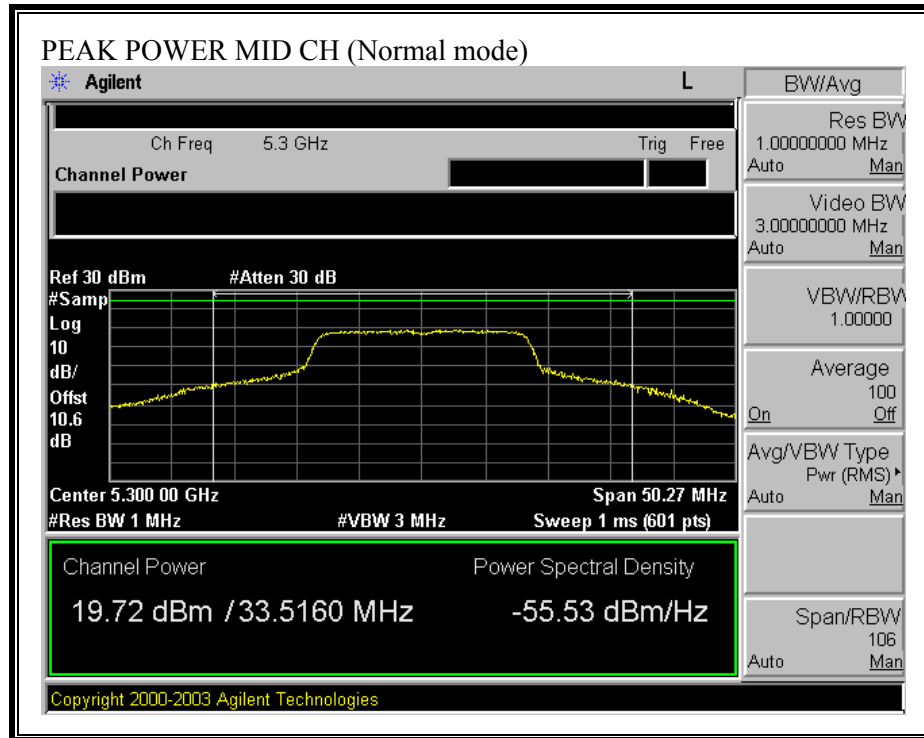 PEAK POWER MID CH (Normal mode)
Agilent L BW/Avg
Ch Freq 5.3 GHz Trig Free
Channel Power
Ref 30 dBm #Atten 30 dB
#Samp
Log
10
dB/
Offst
10.6
dB
Center 5.300 00 GHz Span 50.27 MHz
#Res BW 1 MHz #VBW 3 MHz Sweep 1 ms (601 pts)
Channel Power Power Spectral Density
19.72 dBm / 33.5160 MHz -55.53 dBm/Hz
Copyright 2000-2003 Agilent Technologies
Res BW
1.00000000 MHz
Auto Man
Video BW
3.00000000 MHz
Auto Man
VBW/RBW
1.00000
Average
100
On Off
Avg/VBW Type
Pwr (RMS)
Auto Man
Span/RBW
106
Auto Man